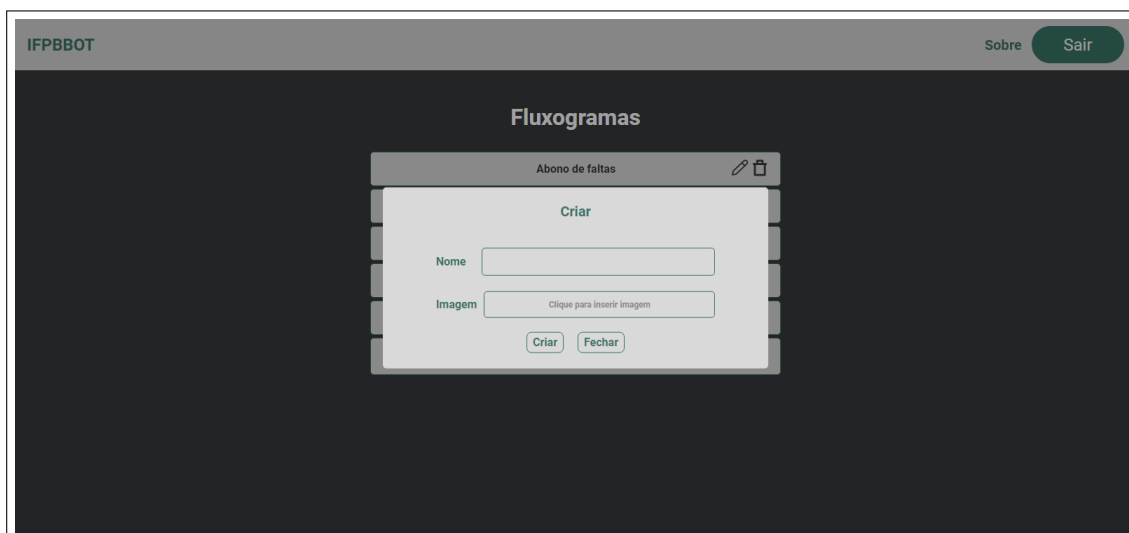 IFPBBOT Sobre Sair
Fluxogramas
Abono de faltas
Criar
Nome
Imagem Clique para inserir imagem
Criar Fechar